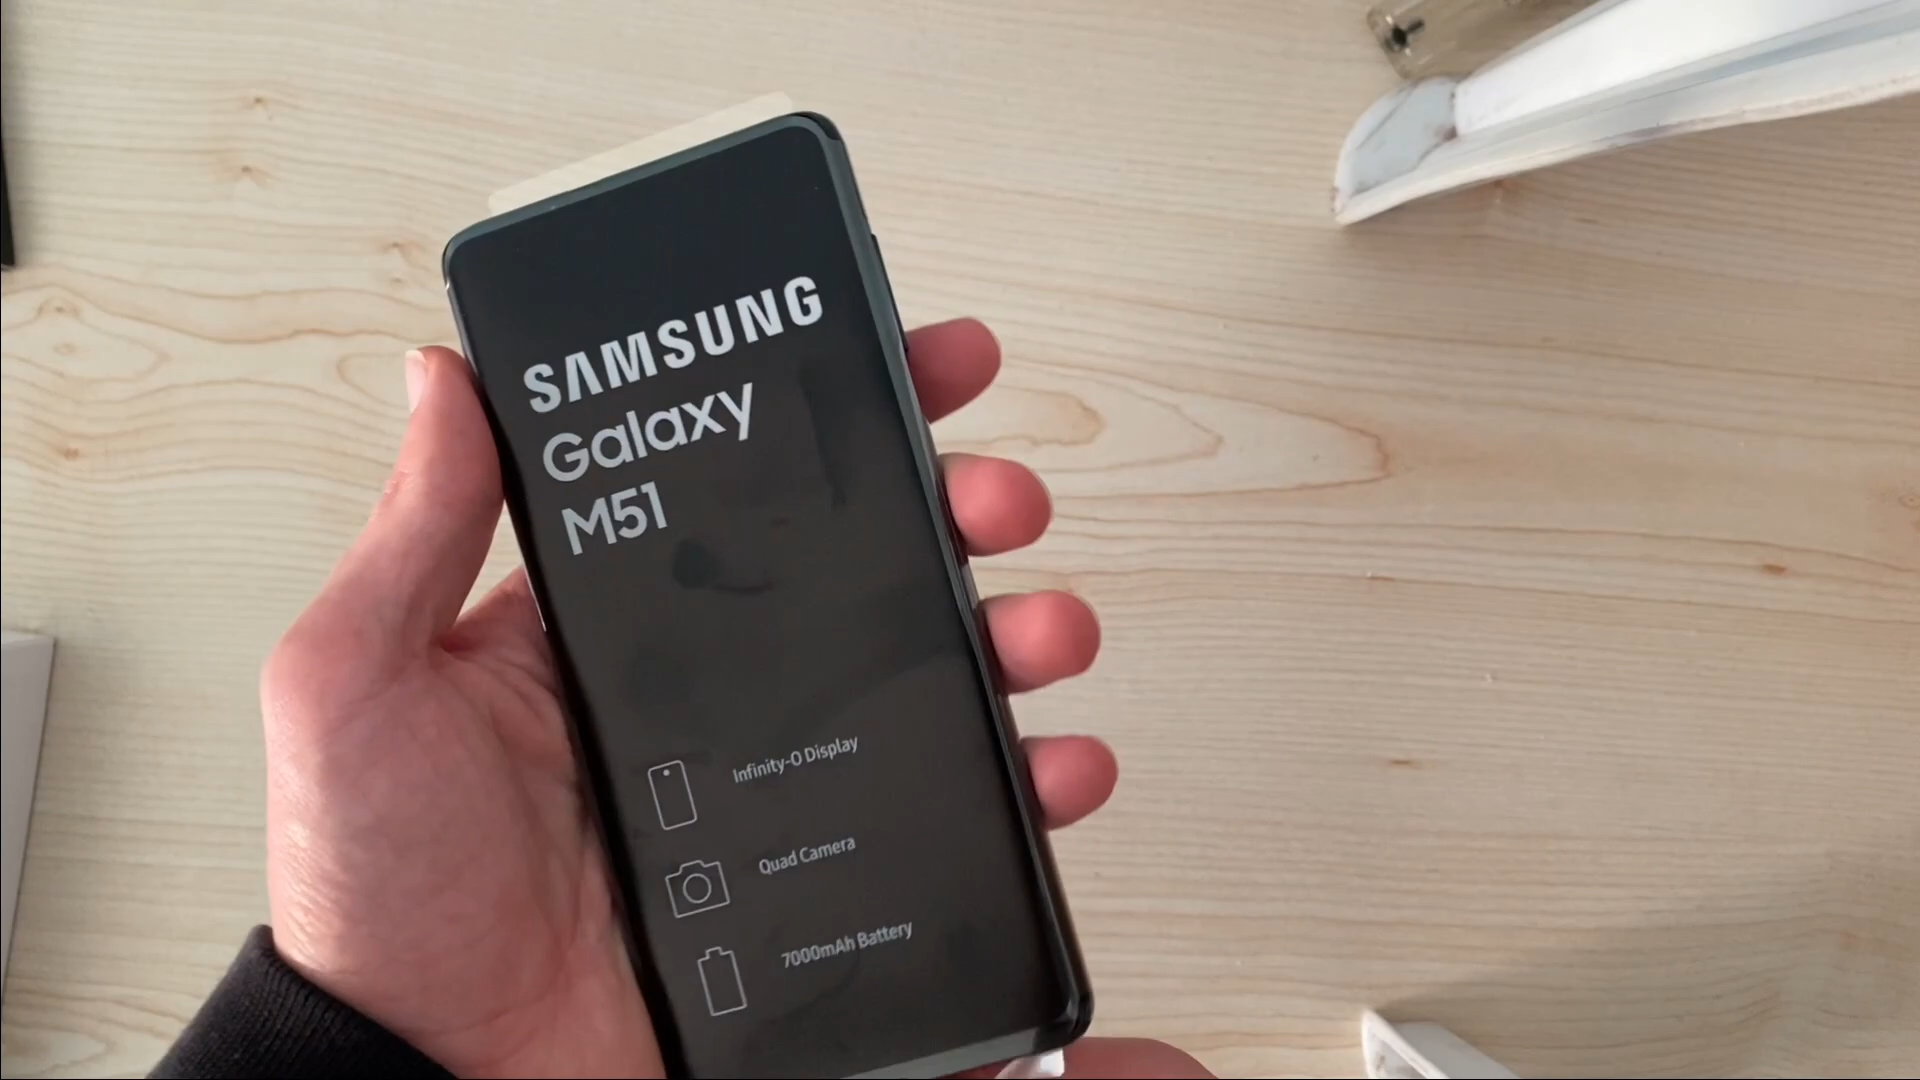 SAMSUNG
Galaxy
M51
Infinity-O Display
Quad Camera
7000mAh Battery